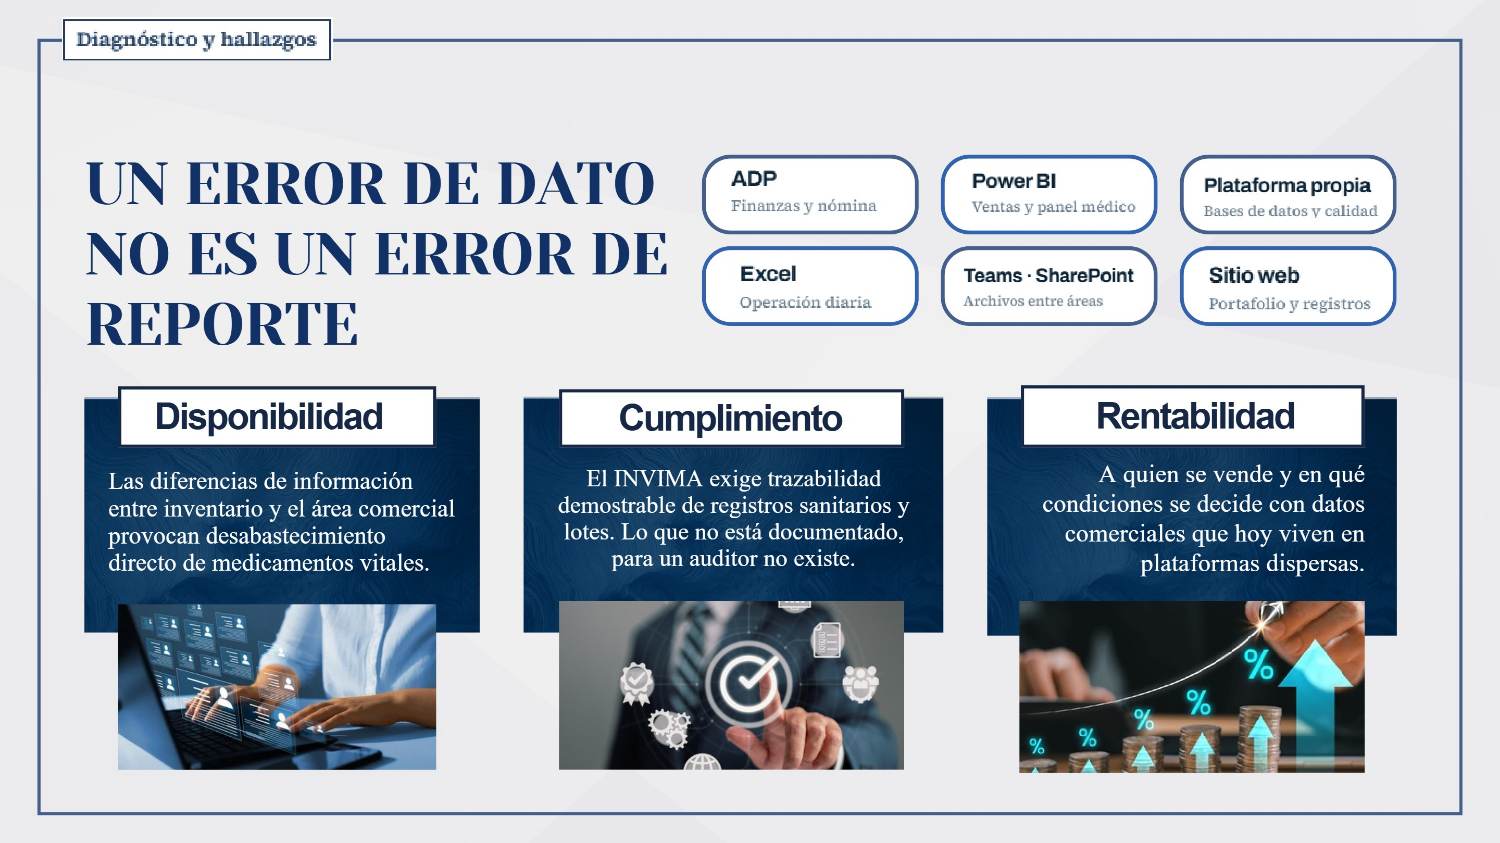 Diagnóstico y hallazgos
UN ERROR DE DATO
NO ES UN ERROR DE
REPORTE
ADP
Finanzas y nómina
Power BI
Ventas y panel médico
Plataforma propia
Bases de datos y calidad
Excel
Operación diaria
Teams · SharePoint
Archivos entre áreas
Sitio web
Portafolio y registros
Disponibilidad
Las diferencias de información
entre inventario y el área comercial
provocan desabastecimiento
directo de medicamentos vitales.
Cumplimiento
El INVIMA exige trazabilidad
demostrable de registros sanitarios y
lotes. Lo que no está documentado,
para un auditor no existe.
Rentabilidad
A quien se vende y en qué
condiciones se decide con datos
comerciales que hoy viven en
plataformas dispersas.
%
%
%
%
%